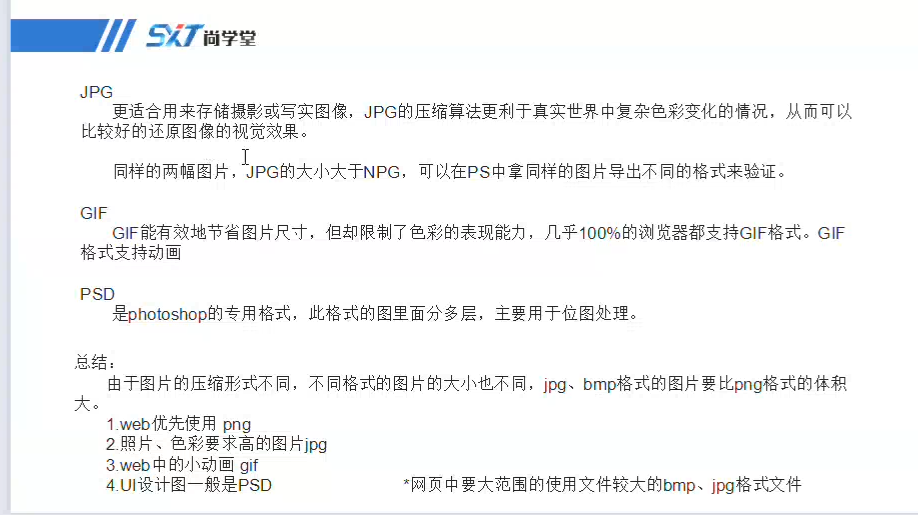 SXT 尚学堂
JPG
更适合用来存储摄影或写实图像，JPG的压缩算法更利于真实世界中复杂色彩变化的情况，从而可以
比较好的还原图像的视觉效果。
同样的两幅图片，JPG的大小大于NPG，可以在PS中拿同样的图片导出不同的格式来验证。
GIF
GIF能有效地节省图片尺寸，但却限制了色彩的表现能力，几乎100%的浏览器都支持GIF格式。GIF
格式支持动画
PSD
是photoshop的专用格式，此格式的图里面分多层，主要用于位图处理。
总结：
由于图片的压缩形式不同，不同格式的图片的大小也不同，jpg、bmp格式的图片要比png格式的体积
大。
1.web优先使用 png
2.照片、色彩要求高的图片jpg
3.web中的小动画 gif
4.UI设计图一般是PSD
*网页中要大范围的使用文件较大的bmp、jpg格式文件